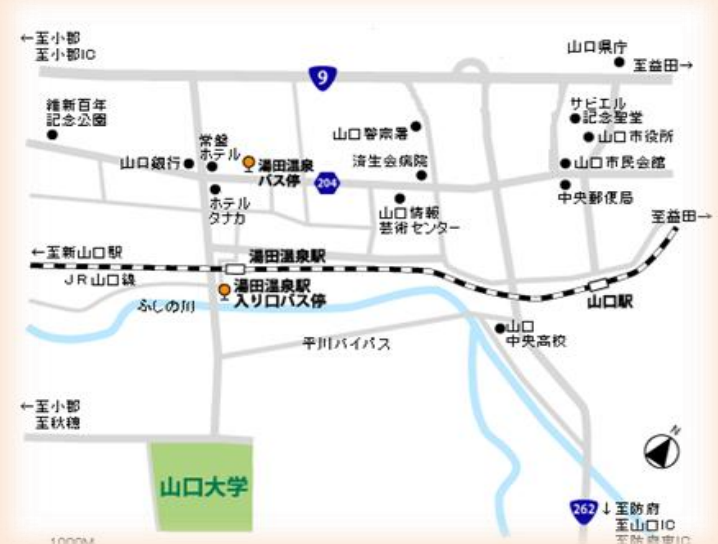 ←至小郡
至小郡IC
山口県庁
9
至益田→
維新百年
記念公園
サビエル
記念聖堂
山口警察署
山口市役所
常盤
ホテル
湯田温泉
バス停
山口銀行
済生会病院
山口市民会館
204
ホテル
タナカ
山口情報
芸術センター
中央郵便局
至益田→
←至新山口駅
湯田温泉駅
JR山口線
湯田温泉駅
入り口バス停
山口駅
ふしの川
山口
中央高校
平川バイパス
←至小郡
至秋穂
N
山口大学
262
↓至防府
至山口IC
至防府東IC
1000M